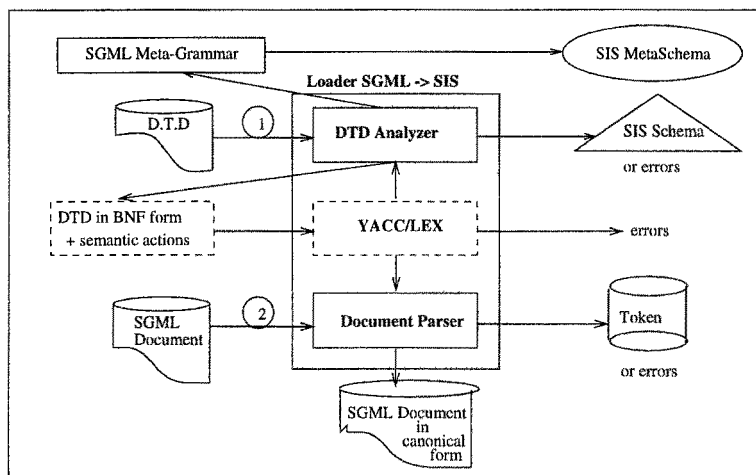 SGML Meta-Grammar
SIS MetaSchema
Loader SGML -> SIS
D.T.D
1
DTD Analyzer
SIS Schema
or errors
DTD in BNF form
+ semantic actions
YACC/LEX
errors
SGML
Document
2
Document Parser
Token
or errors
SGML Document
in
canonical
form